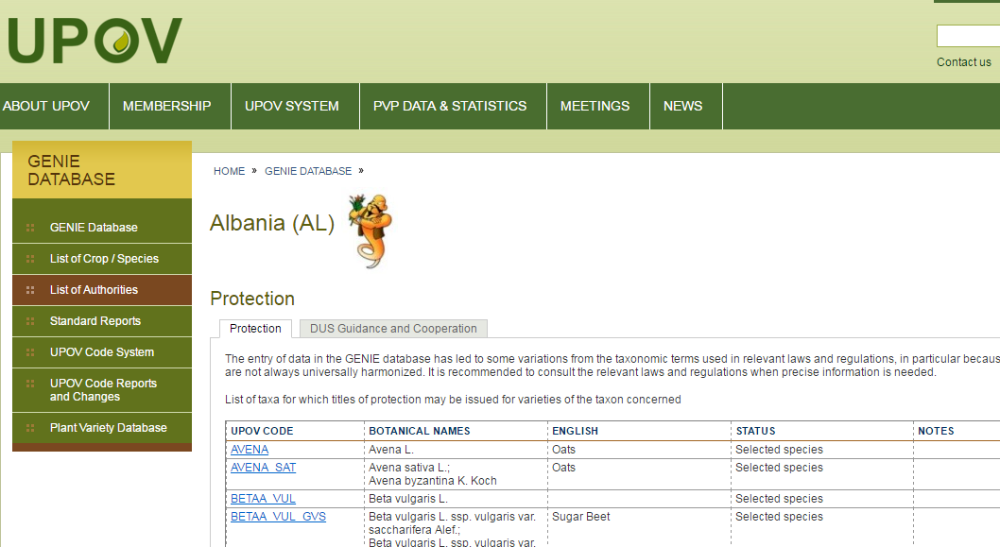 UPOV
Contact us
ABOUT UPOV
MEMBERSHIP
UPOV SYSTEM
PVP DATA & STATISTICS
MEETINGS
NEWS
GENIE
DATABASE
GENIE Database
List of Crop / Species
List of Authorities
Standard Reports
UPOV Code System
UPOV Code Reports
and Changes
Plant Variety Database
HOME » GENIE DATABASE »
Albania (AL)
Protection
Protection
DUS Guidance and Cooperation
The entry of data in the GENIE database has led to some variations from the taxonomic terms used in relevant laws and regulations, in particular becau
are not always universally harmonized. It is recommended to consult the relevant laws and regulations when precise information is needed.
List of taxa for which titles of protection may be issued for varieties of the taxon concerned
UPOV CODE BOTANICAL NAMES ENGLISH STATUS NOTES
AVENA Avena L. Oats Selected species
AVENA_SAT Avena sativa L.; Oats Selected species
Avena byzantina K. Koch
BETAA_VUL Beta vulgaris L. Selected species
BETAA_VUL_GVS Beta vulgaris L. ssp. vulgaris var. Sugar Beet Selected species
saccharifera Alef.;
Beta vulgaris L. ssp. vulgaris var.